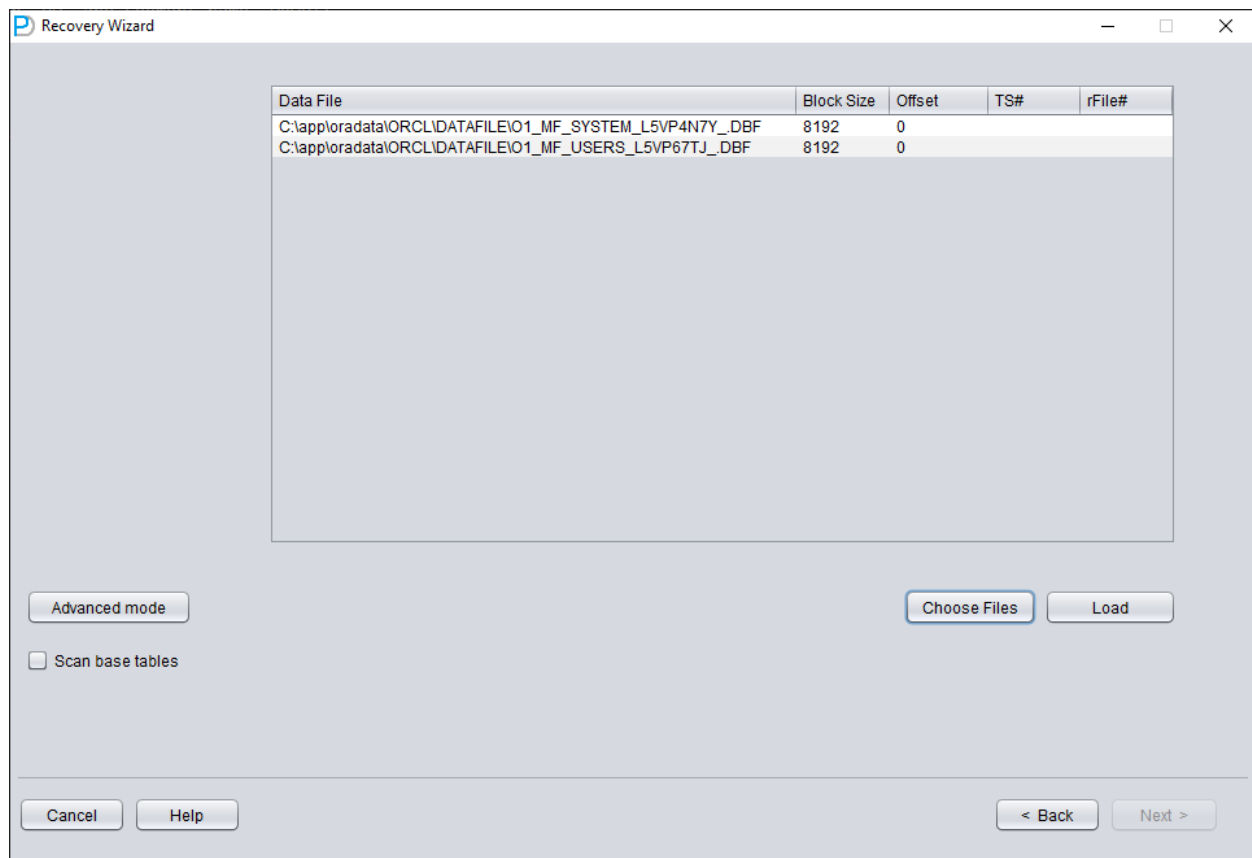 Recovery Wizard
Data File Block Size Offset TS# rFile#
C:\app\oradata\ORCL\DATAFILE\O1_MF_SYSTEM_L5VP4N7Y_.DBF 8192 0
C:\app\oradata\ORCL\DATAFILE\O1_MF_USERS_L5VP67TJ_.DBF 8192 0
Advanced mode Choose Files Load
Scan base tables
Cancel Help < Back Next >